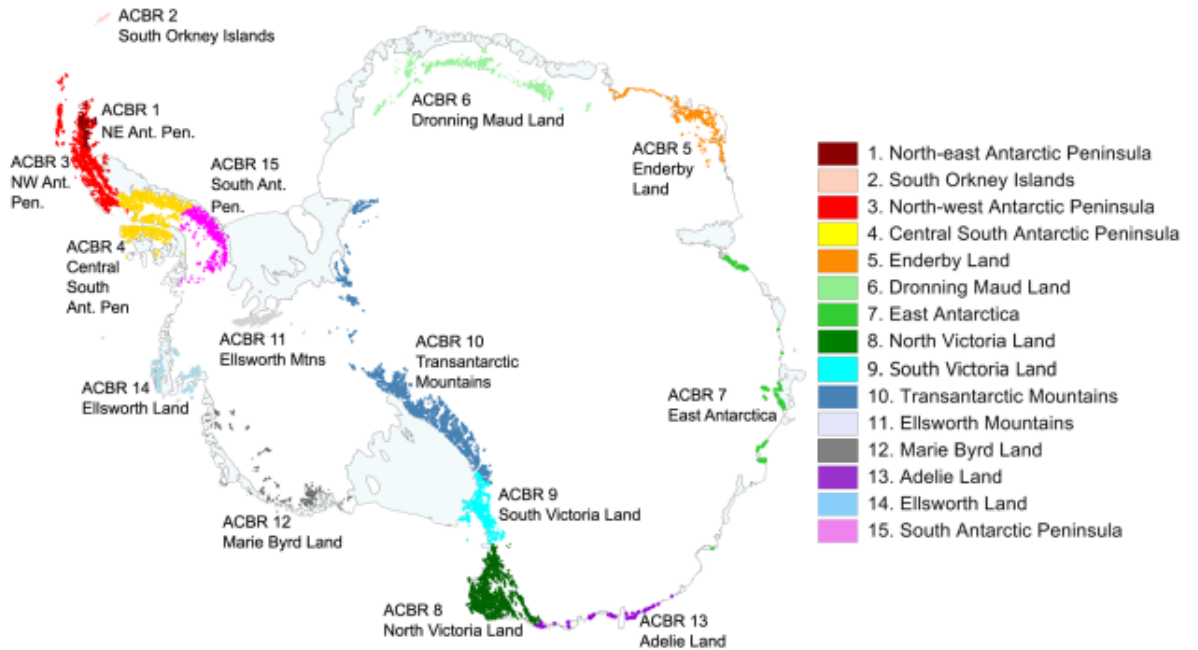 ACBR 2
South Orkney Islands
ACBR 1
NE Ant. Pen.
ACBR 3
NW Ant.
Pen.
ACBR 15
South Ant.
Pen.
ACBR 4
Central
South
Ant. Pen
ACBR 6
Dronning Maud Land
ACBR 5
Enderby
Land
ACBR 11
Ellsworth Mtns
ACBR 10
Transantarctic
Mountains
ACBR 14
Ellsworth Land
ACBR 7
East Antarctica
ACBR 12
Marie Byrd Land
ACBR 9
South Victoria Land
ACBR 8
North Victoria Land
ACBR 13
Adelie Land
1. North-east Antarctic Peninsula
2. South Orkney Islands
3. North-west Antarctic Peninsula
4. Central South Antarctic Peninsula
5. Enderby Land
6. Dronning Maud Land
7. East Antarctica
8. North Victoria Land
9. South Victoria Land
10. Transantarctic Mountains
11. Ellsworth Mountains
12. Marie Byrd Land
13. Adelie Land
14. Ellsworth Land
15. South Antarctic Peninsula